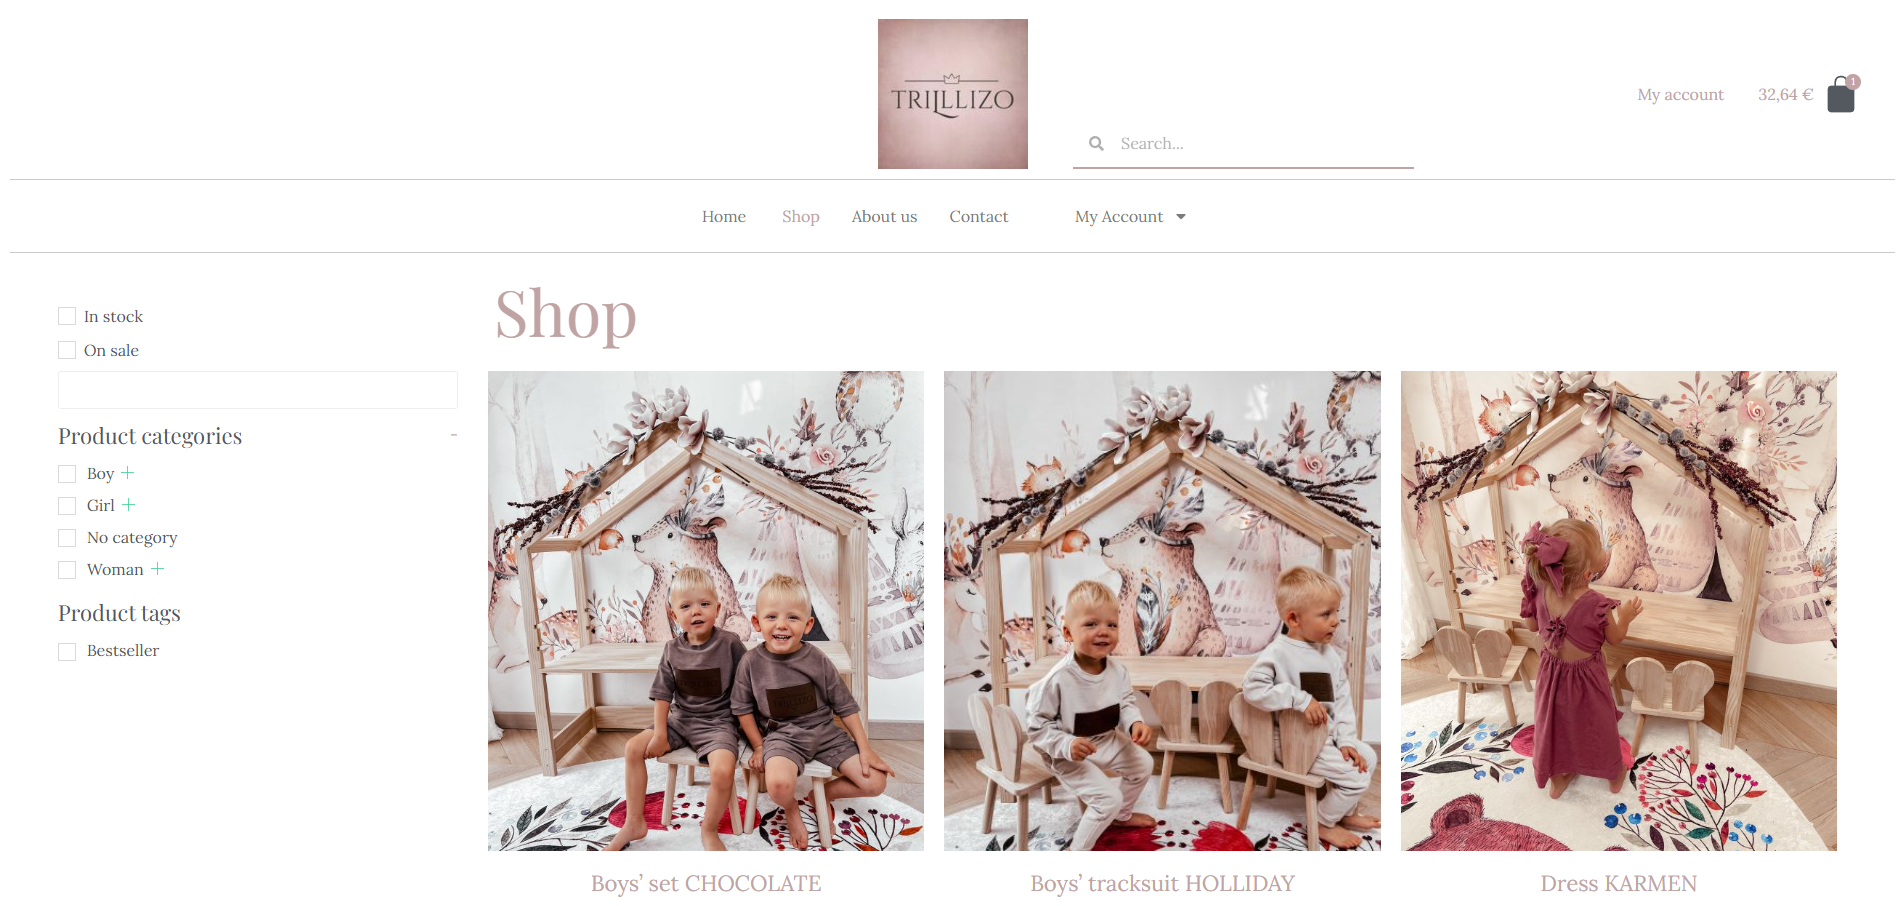 TRILLLIZO
My account
32,64 €
1
Search...
Home
Shop
About us
Contact
My Account
In stock
On sale
Shop
Product categories
-
Boy +
Girl +
No category
Woman +
Product tags
Bestseller
Boys’ set CHOCOLATE
Boys’ tracksuit HOLLIDAY
Dress KARMEN